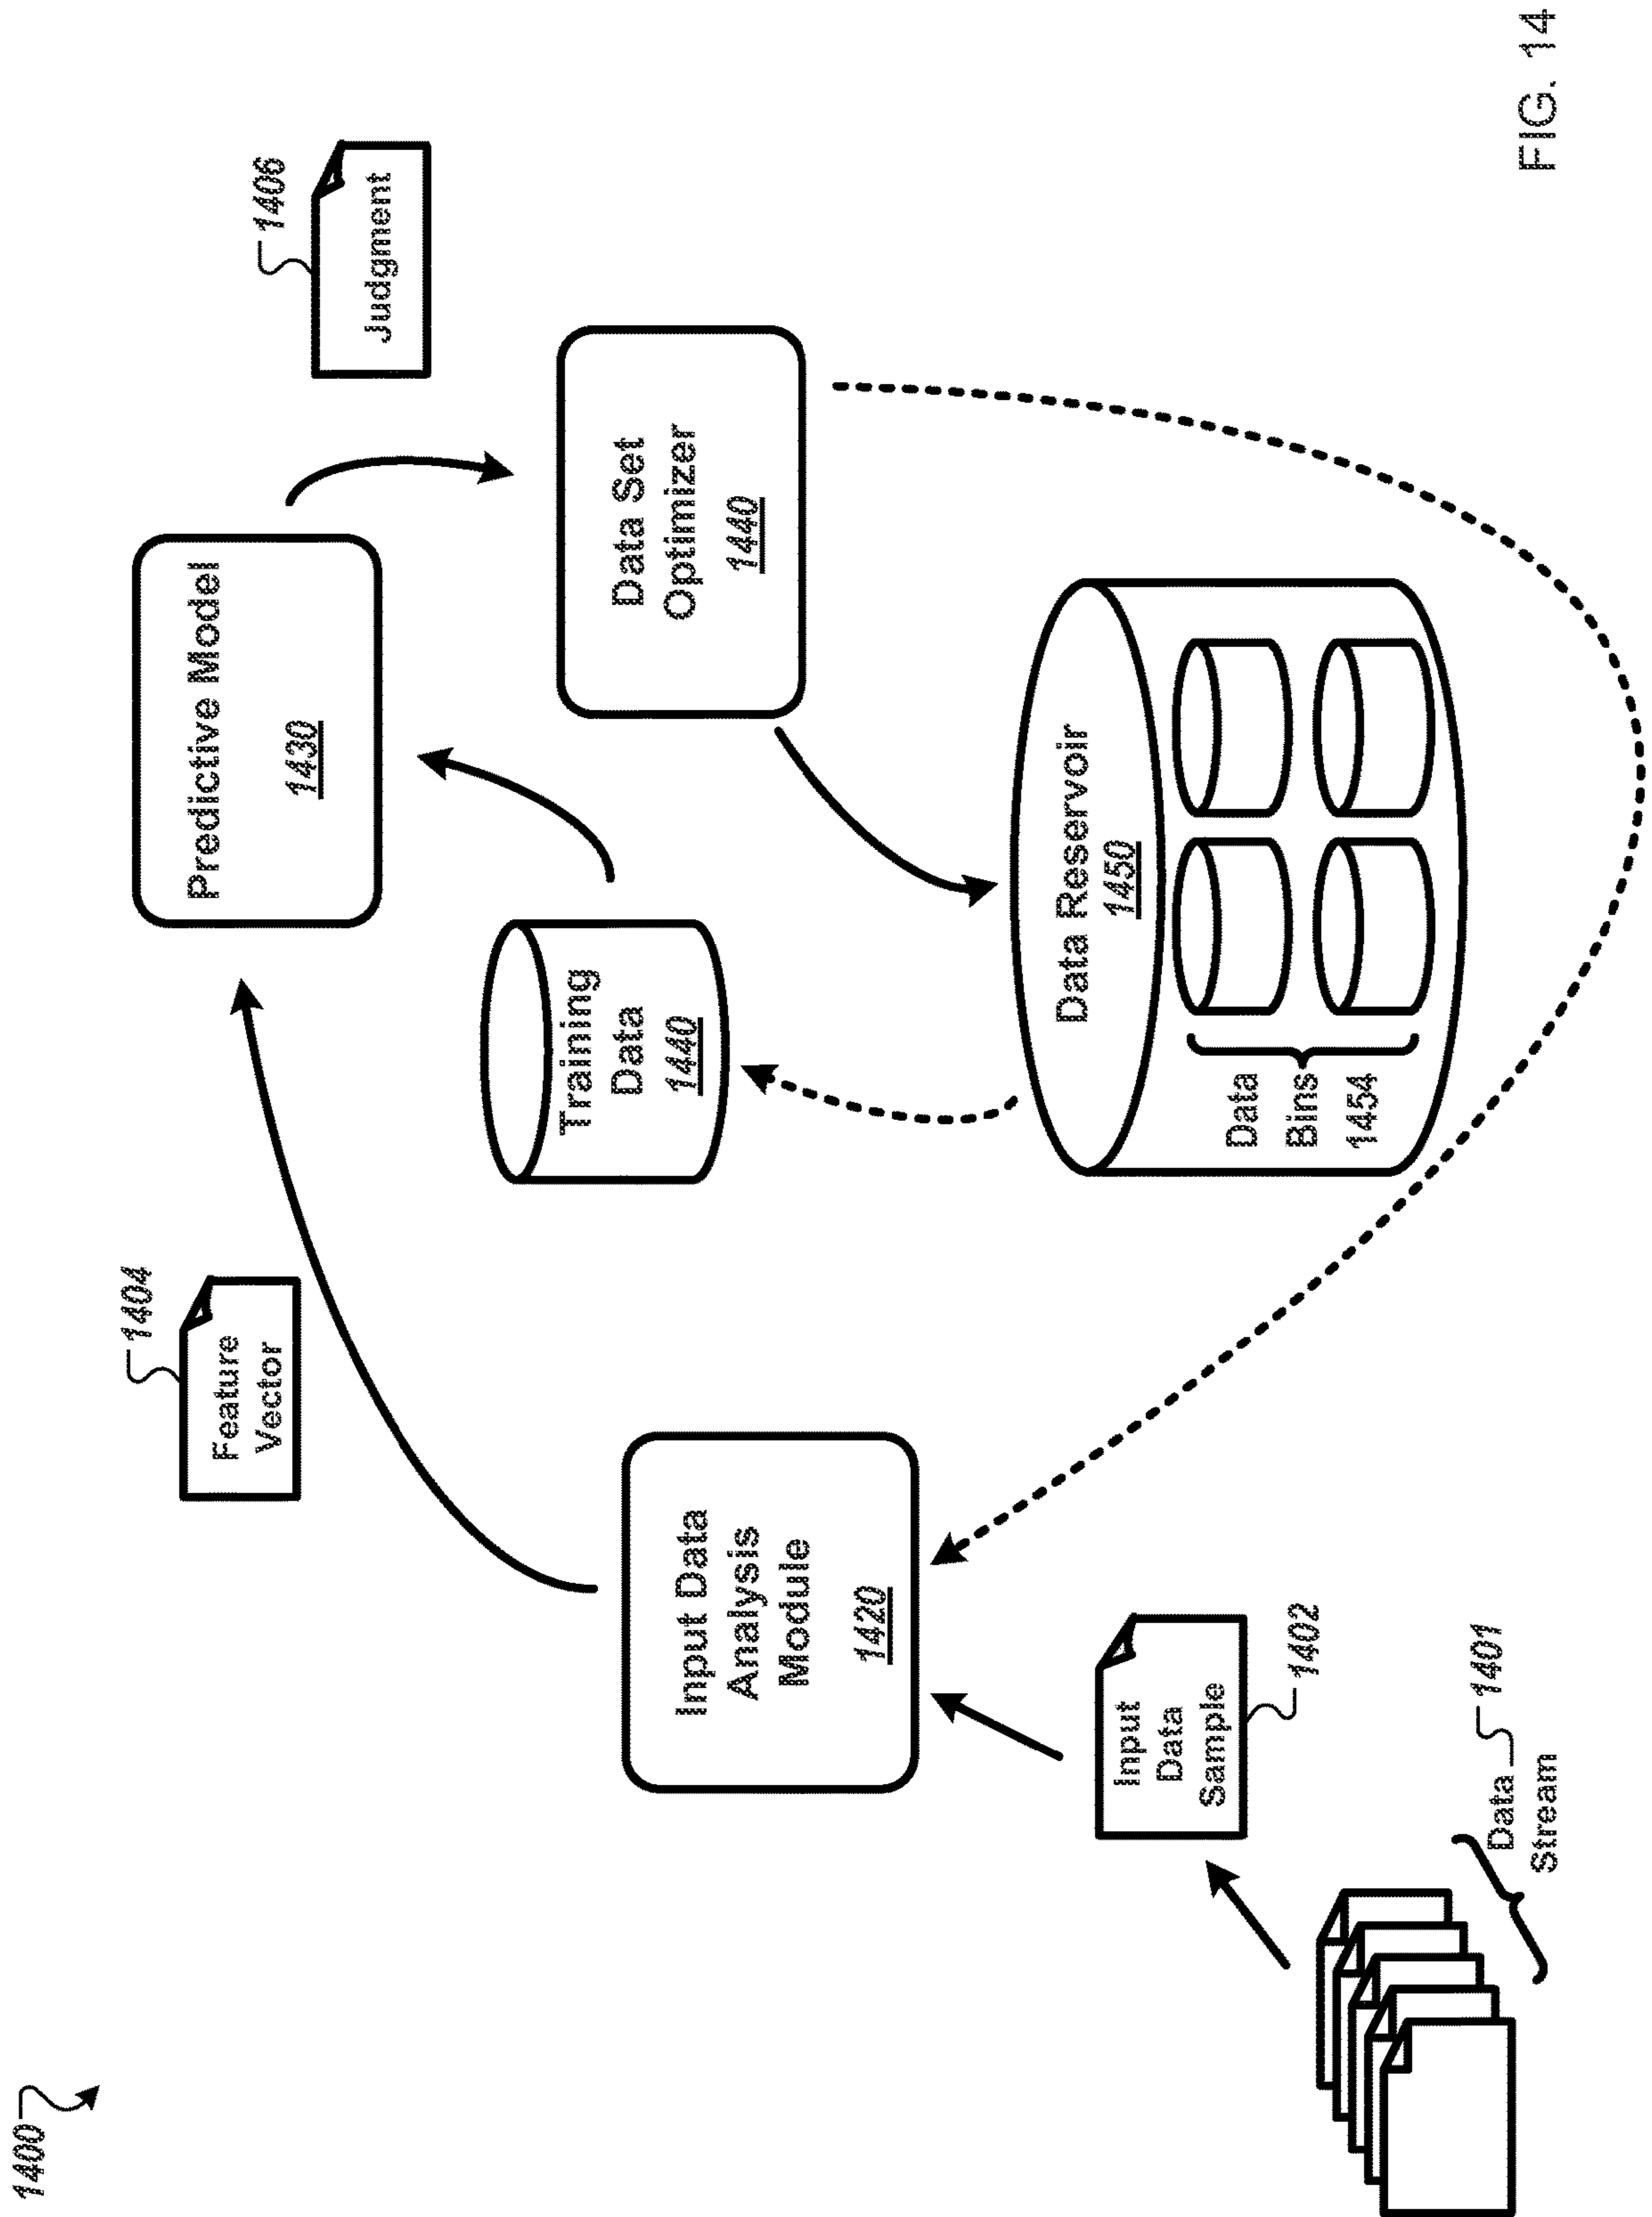 1400
1404
Feature
Vector
Predictive Model
1430
1406
Judgment
Training
Data
1440
Data Set
Optimizer
1440
Input Data
Analysis
Module
1420
Data Reservoir
1450
Data
Bins
1454
Input
Data
Sample
1402
Data
Stream
1401
FIG. 14